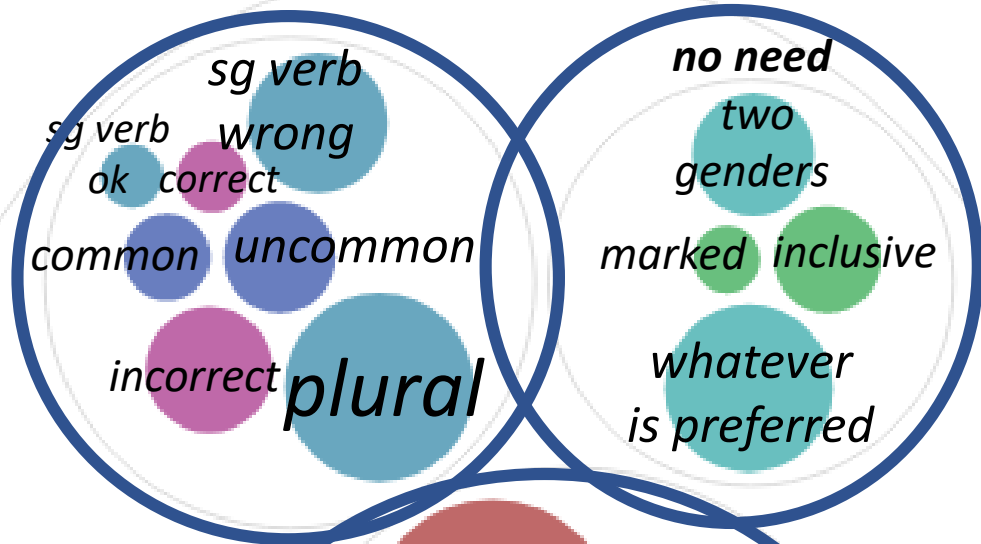 sg verb
wrong
sg verb
ok
correct
common
uncommon
incorrect
plural
no need
two
genders
marked
inclusive
whatever
is preferred